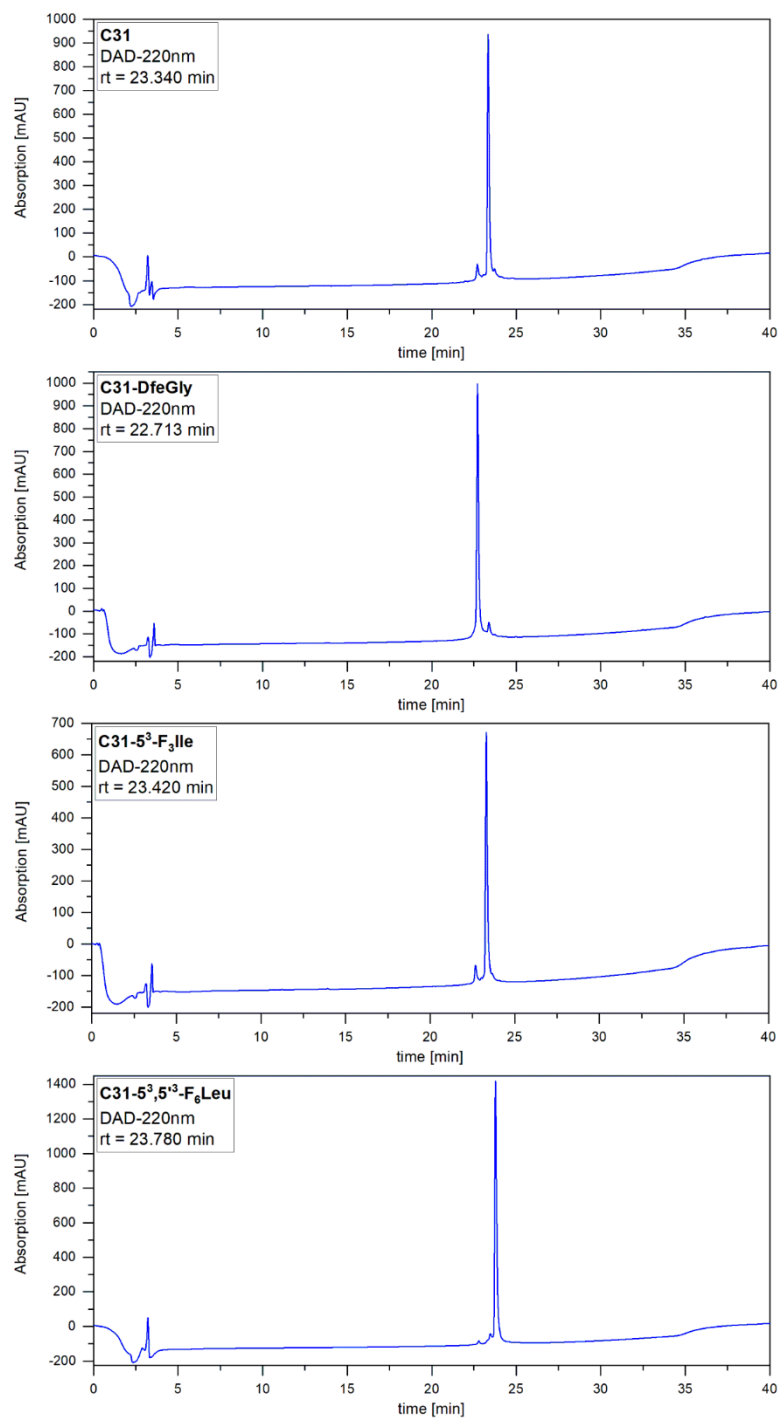 C31
DAD-220nm
rt = 23.340 min
Absorption [mAU]
1000
900
800
700
600
500
400
300
200
100
0
-100
-200
0 5 10 15 20 25 30 35 40
time [min]
C31-DfeGly
DAD-220nm
rt = 22.713 min
Absorption [mAU]
1000
900
800
700
600
500
400
300
200
100
0
-100
-200
0 5 10 15 20 25 30 35 40
time [min]
C31-5³-F₃Ile
DAD-220nm
rt = 23.420 min
Absorption [mAU]
700
600
500
400
300
200
100
0
-100
-200
0 5 10 15 20 25 30 35 40
time [min]
C31-5³,5'³-F₆Leu
DAD-220nm
rt = 23.780 min
Absorption [mAU]
1400
1200
1000
800
600
400
200
0
-200
0 5 10 15 20 25 30 35 40
time [min]